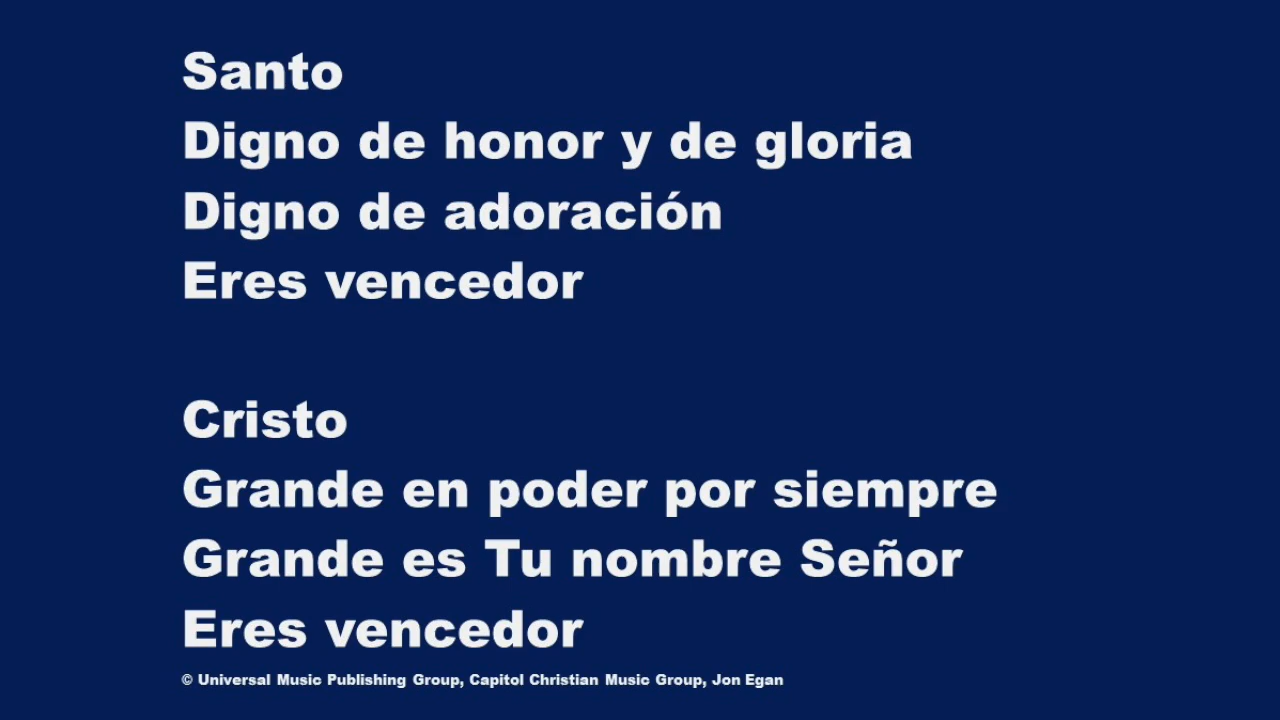 Santo
Digno de honor y de gloria
Digno de adoración
Eres vencedor
Cristo
Grande en poder por siempre
Grande es Tu nombre Señor
Eres vencedor
© Universal Music Publishing Group, Capitol Christian Music Group, Jon Egan